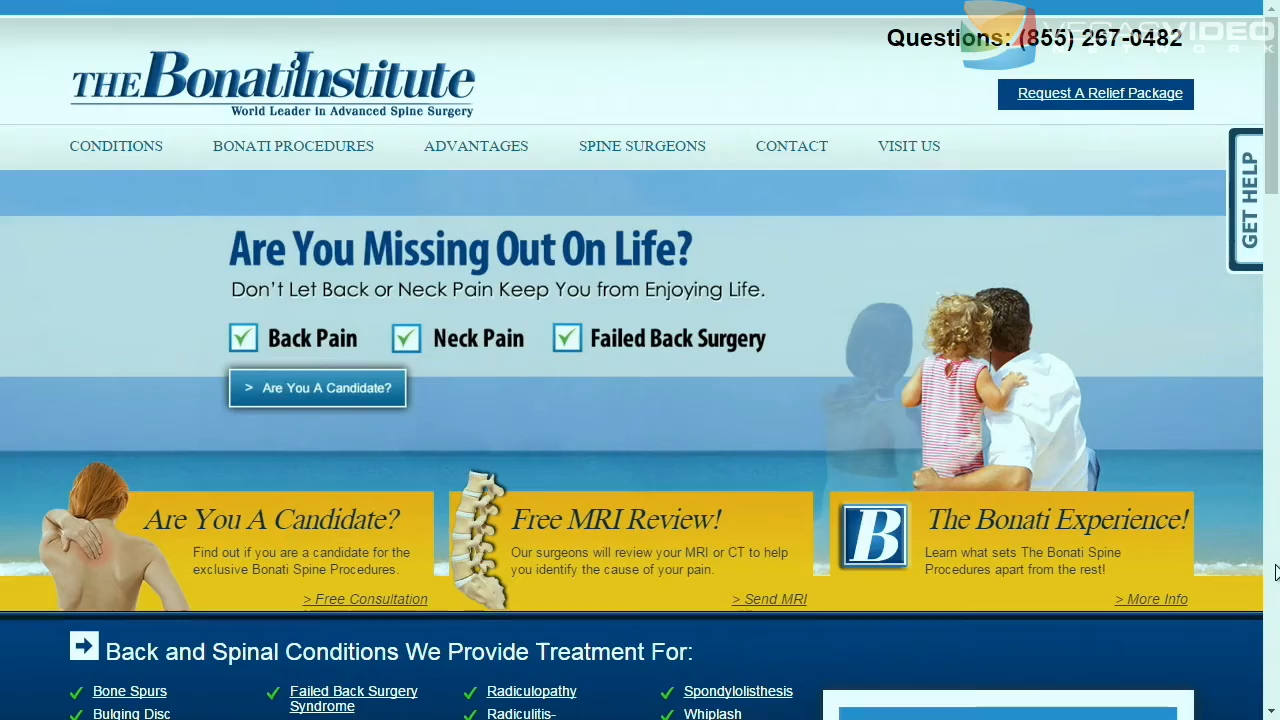 VEGAS VIDEO
NETWORK
Questions: (855) 267-0482
THE Bonati Institute
World Leader in Advanced Spine Surgery
Request A Relief Package
CONDITIONS BONATI PROCEDURES ADVANTAGES SPINE SURGEONS CONTACT VISIT US
GET HELP
Are You Missing Out On Life?
Don't Let Back or Neck Pain Keep You from Enjoying Life.
Back Pain Neck Pain Failed Back Surgery
> Are You A Candidate?
Are You A Candidate?
Find out if you are a candidate for the
exclusive Bonati Spine Procedures.
> Free Consultation
Free MRI Review!
Our surgeons will review your MRI or CT to help
you identify the cause of your pain.
> Send MRI
B
The Bonati Experience!
Learn what sets The Bonati Spine
Procedures apart from the rest!
> More Info
Back and Spinal Conditions We Provide Treatment For:
Bone Spurs
Bulging Disc
Failed Back Surgery
Syndrome
Radiculopathy
Radiculitis-
Spondylolisthesis
Whiplash